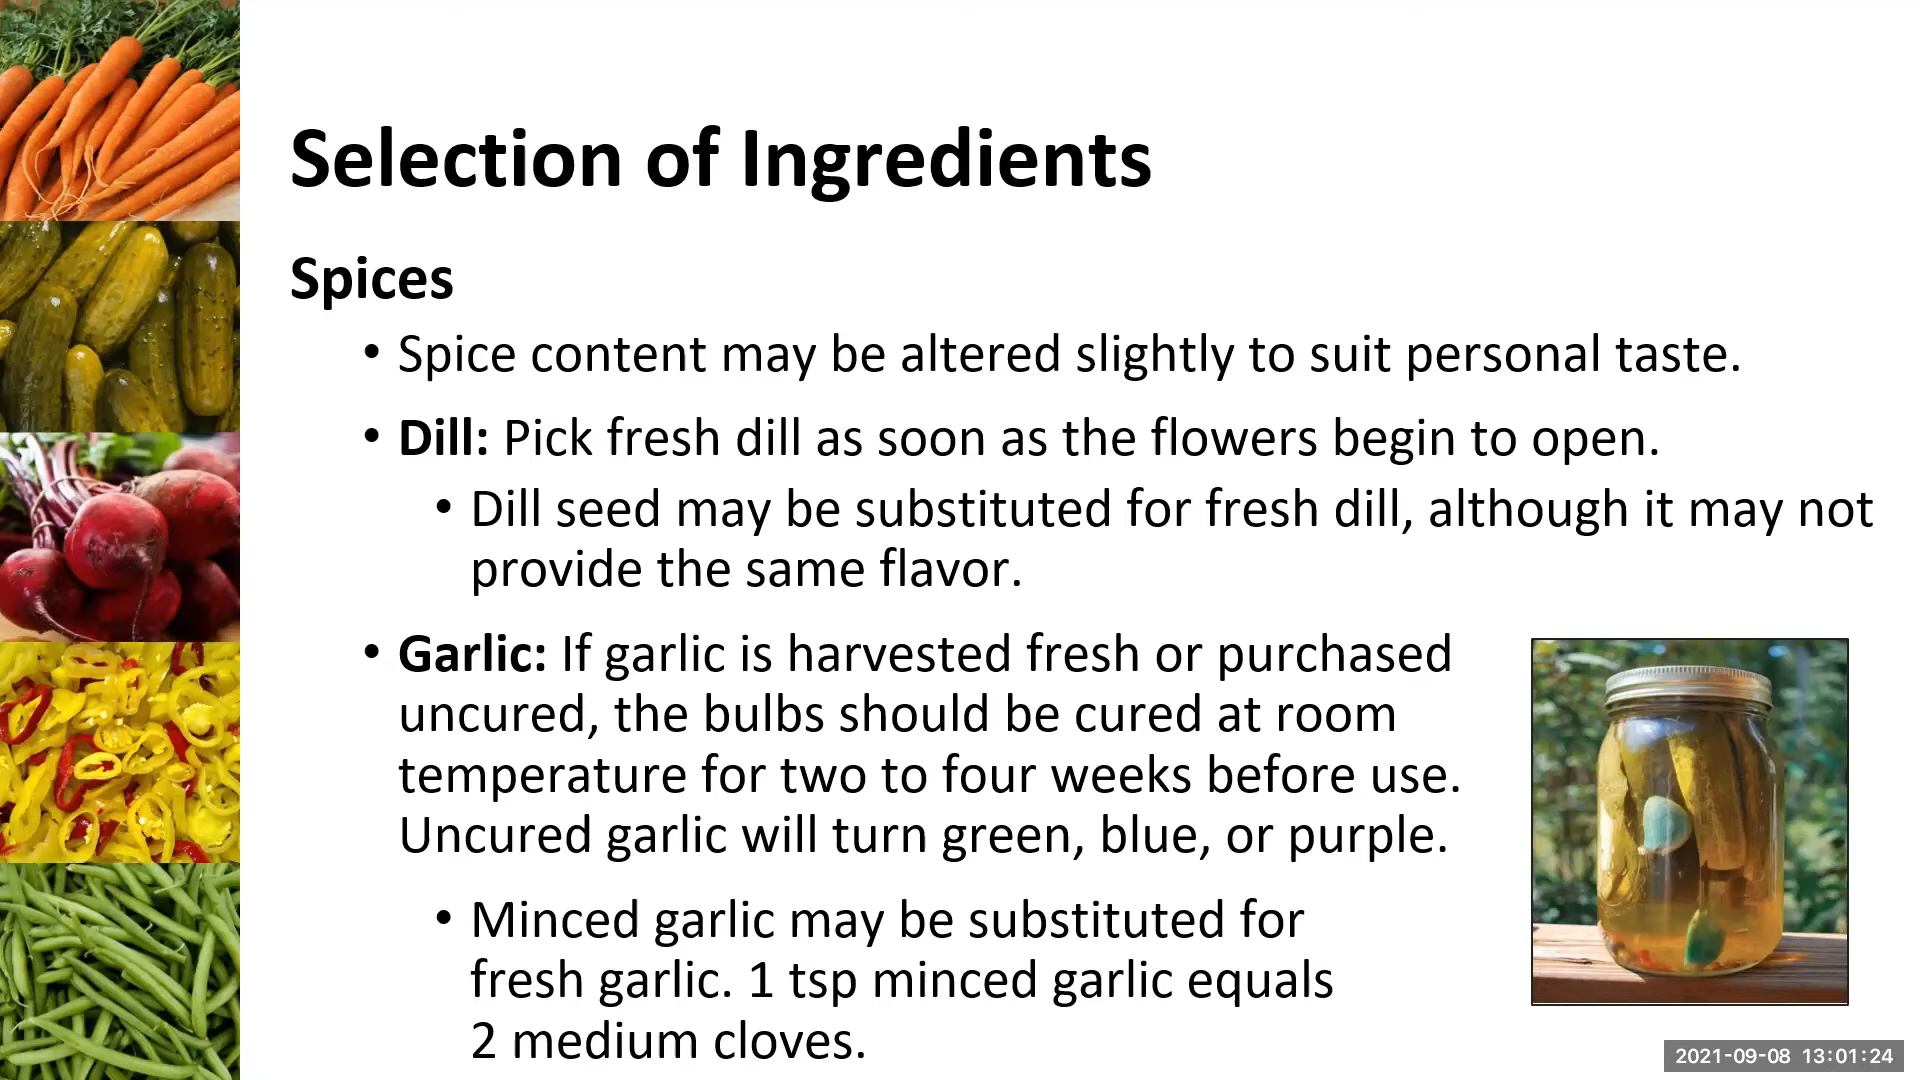 Selection of Ingredients
Spices
• Spice content may be altered slightly to suit personal taste.
• Dill: Pick fresh dill as soon as the flowers begin to open.
• Dill seed may be substituted for fresh dill, although it may not
provide the same flavor.
• Garlic: If garlic is harvested fresh or purchased
uncured, the bulbs should be cured at room
temperature for two to four weeks before use.
Uncured garlic will turn green, blue, or purple.
• Minced garlic may be substituted for
fresh garlic. 1 tsp minced garlic equals
2 medium cloves.
2021-09-08 13:01:24